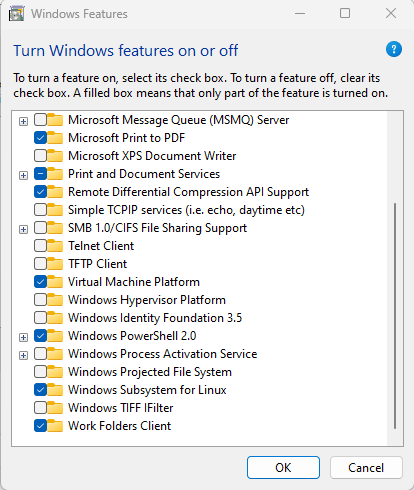 Windows Features
Turn Windows features on or off
?
To turn a feature on, select its check box. To turn a feature off, clear its
check box. A filled box means that only part of the feature is turned on.
Microsoft Message Queue (MSMQ) Server
Microsoft Print to PDF
Microsoft XPS Document Writer
Print and Document Services
Remote Differential Compression API Support
Simple TCPIP services (i.e. echo, daytime etc)
SMB 1.0/CIFS File Sharing Support
Telnet Client
TFTP Client
Virtual Machine Platform
Windows Hypervisor Platform
Windows Identity Foundation 3.5
Windows PowerShell 2.0
Windows Process Activation Service
Windows Projected File System
Windows Subsystem for Linux
Windows TIFF IFilter
Work Folders Client
OK
Cancel